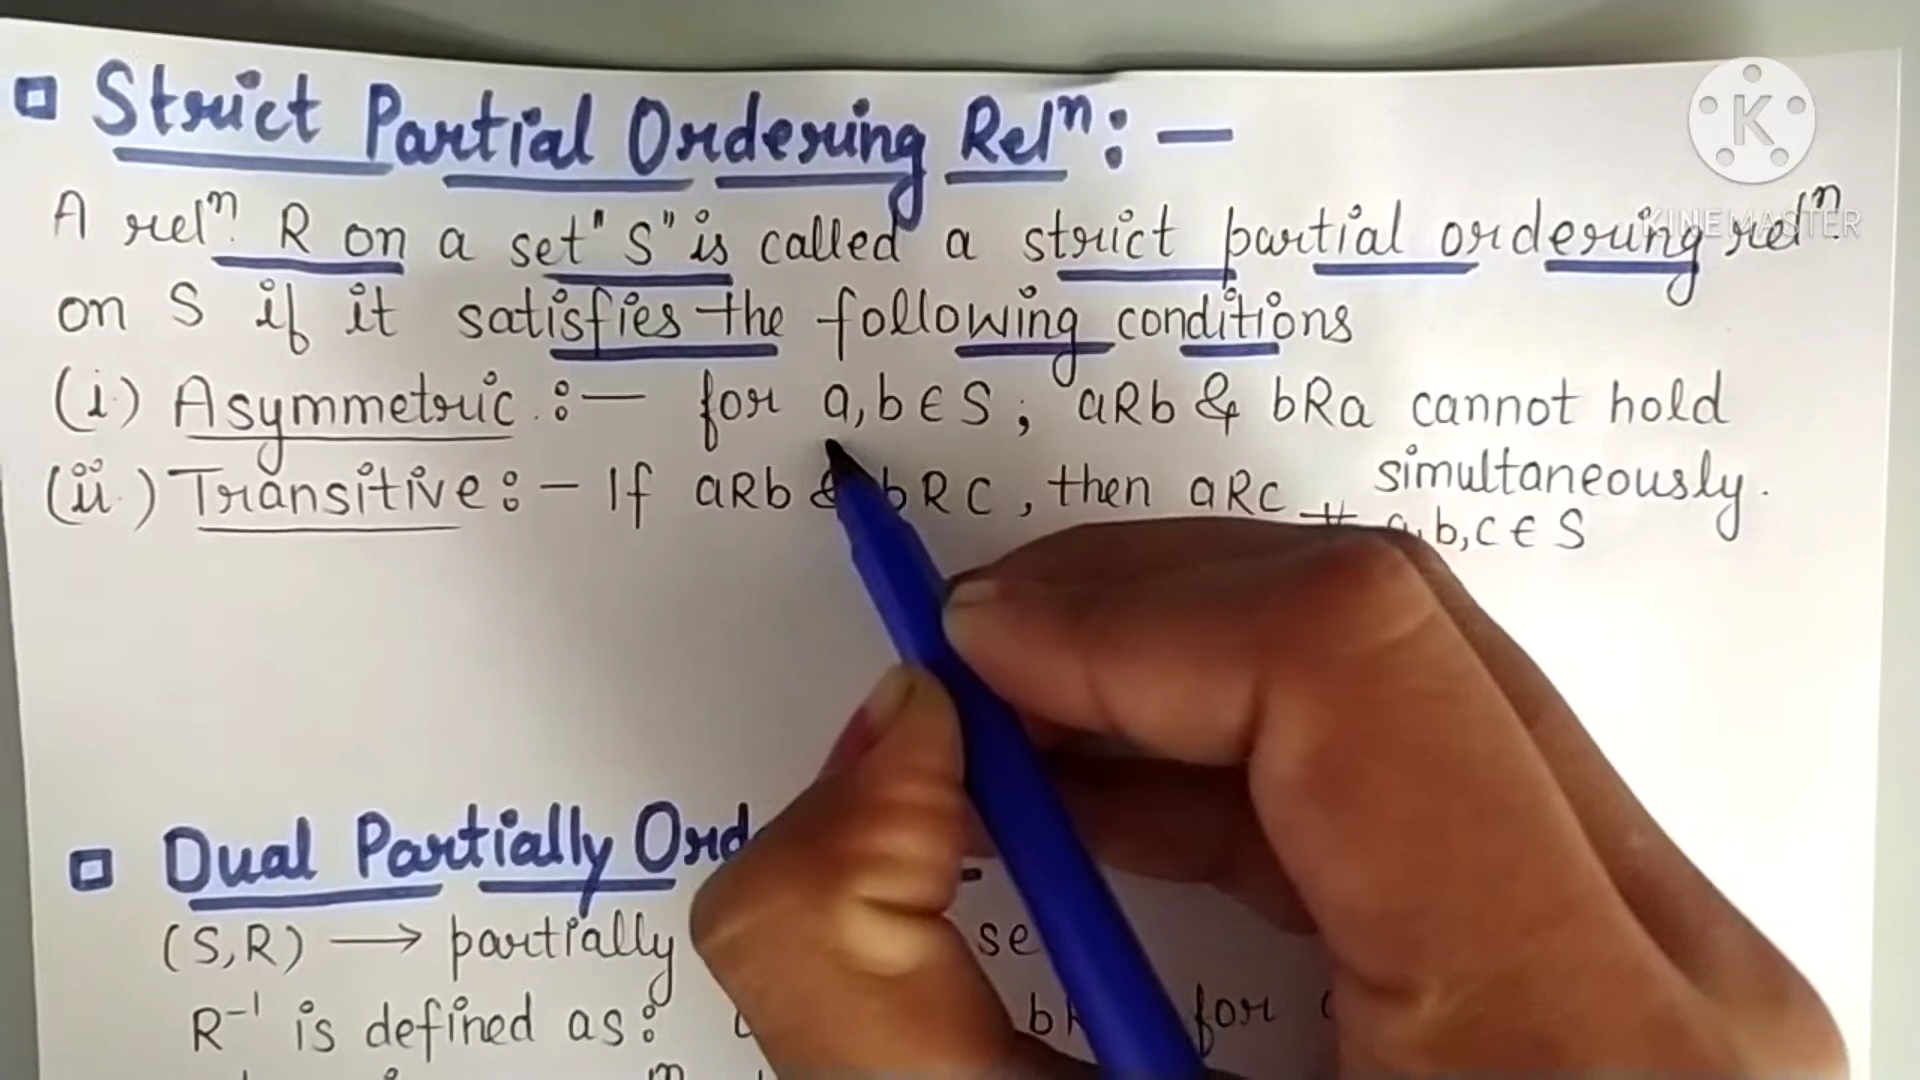 ▫ Strict Partial Ordering Relⁿ : —
A relⁿ. R on a set "S" is called a strict partial ordering relⁿ.
on S if it satisfies the following conditions
(i) Asymmetric :— for a, b ∈ S ; aRb & bRa cannot hold
simultaneously.
(ii) Transitive :— If aRb & bRc , then aRc
a, b, c ∈ S
▫ Dual Partially
(S, R) → partially
R⁻¹ is defined as : for
K
KINEMASTER